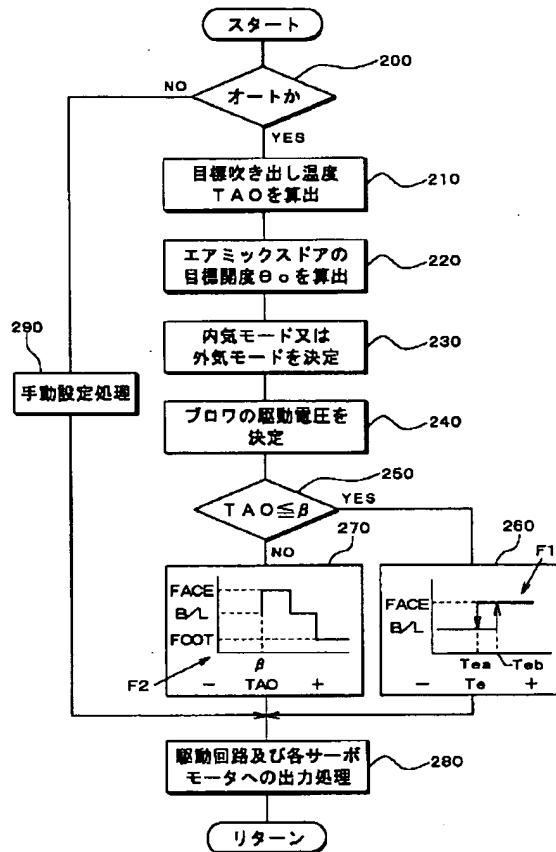 スタート
200
NO
オートか
YES
目標吹き出し温度
TAOを算出
210
エアミックスドアの
目標開度θoを算出
220
290
内気モード又は
外気モードを決定
230
手動設定処理
ブロワの駆動電圧を
決定
240
250
TAO≦β
YES
NO
270
260
F1
FACE
B/L
FOOT
β
F2
− TAO +
FACE
B/L
Tea Teb
− Te +
駆動回路及び各サーボ
モータへの出力処理
280
リターン